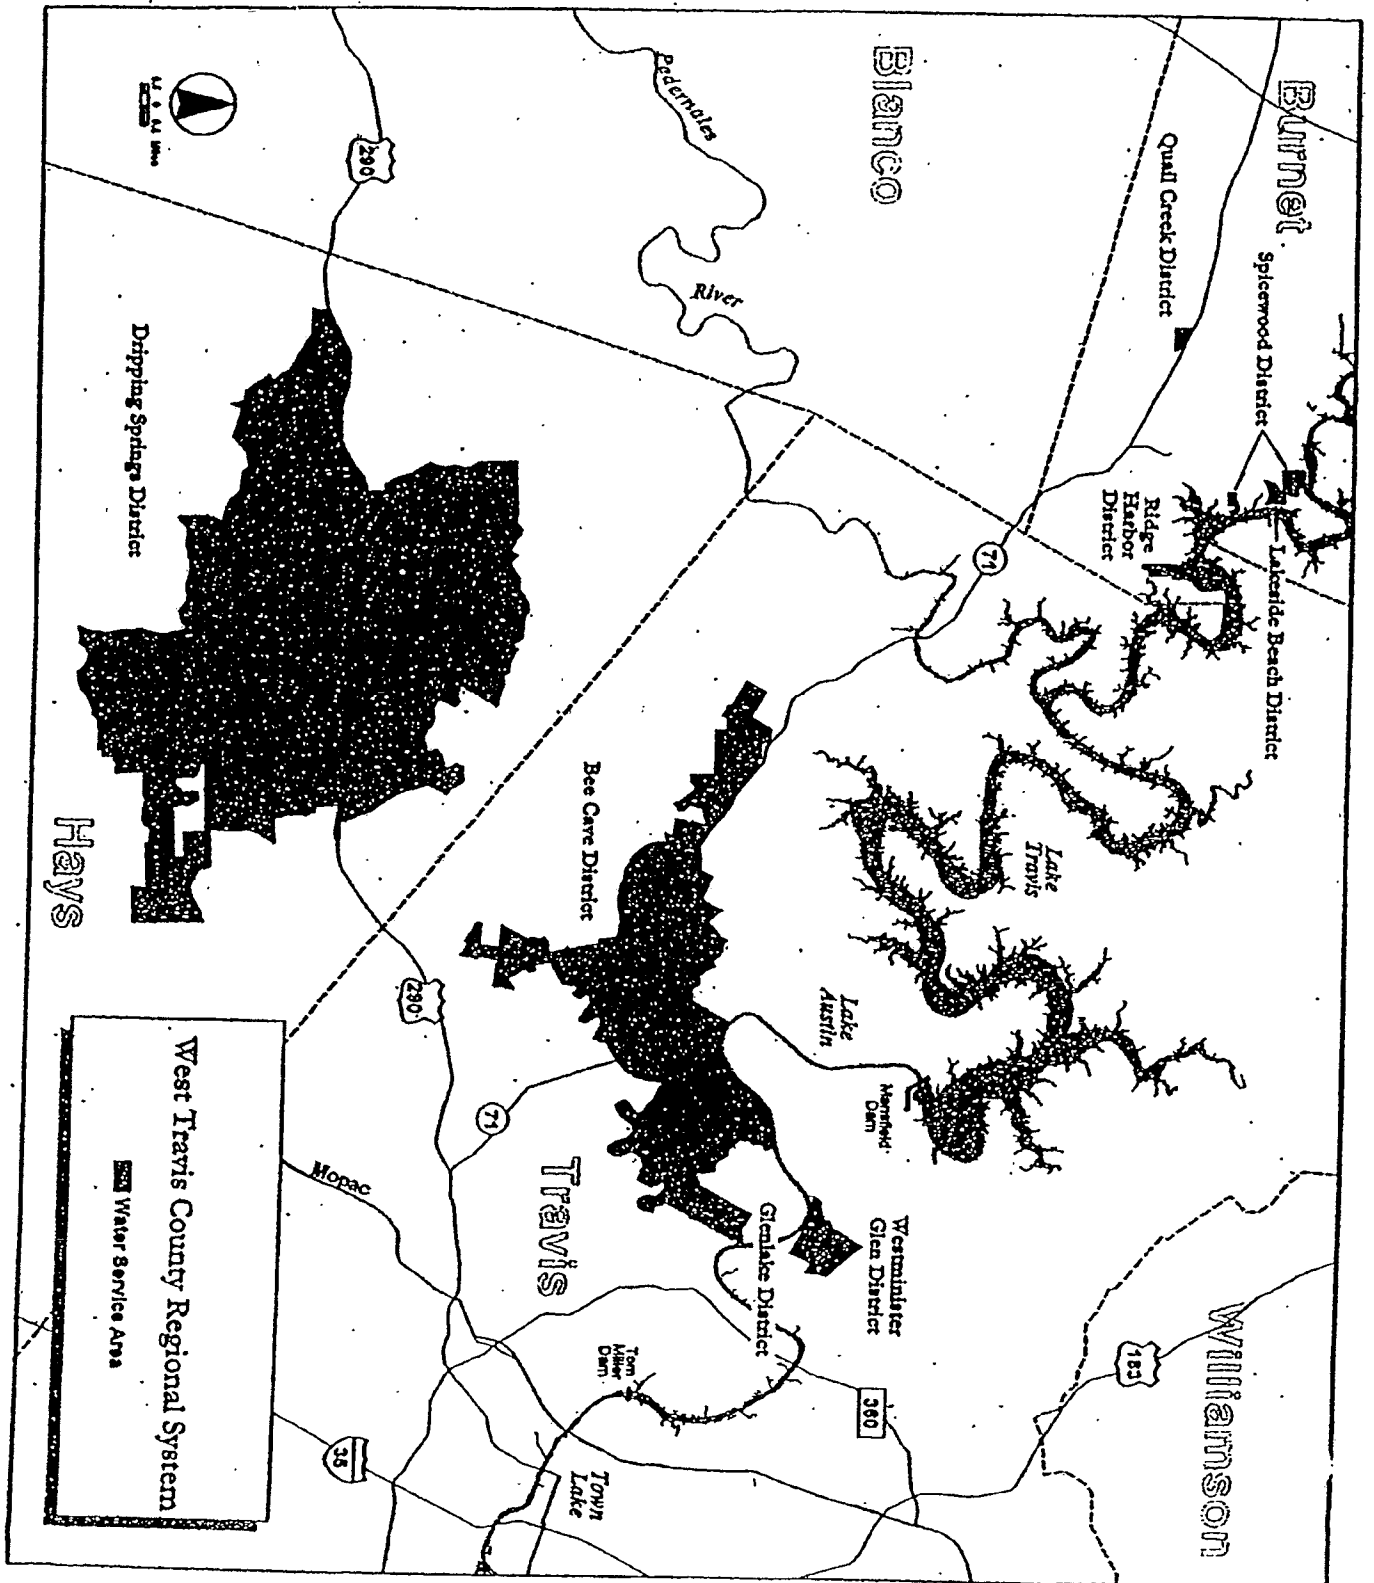 Burnet
Blanco
Williamson
Travis
Hays
Pedernales
River
Quail Creek District
Spicewood District
Lakeside Beach District
Ridge
Harbor
District
71
Lake
Travis
Lake
Austin
Mansfield
Dam
Bee Cave District
Dripping Springs District
290
290
71
Westminister
Glen District
Glenlake District
Tom
Miller
Dam
Town
Lake
183
360
35
Mopac
West Travis County Regional System
Water Service Area